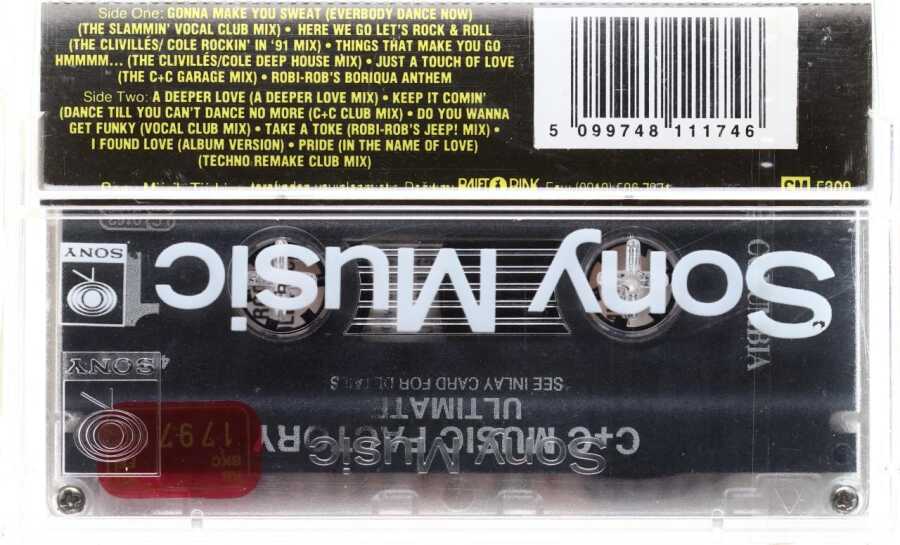 Side One: GONNA MAKE YOU SWEAT (EVERBODY DANCE NOW)
(THE SLAMMIN' VOCAL CLUB MIX) • HERE WE GO LET'S ROCK & ROLL
(THE CLIVILLÉS/ COLE ROCKIN' IN '91 MIX) • THINGS THAT MAKE YOU GO
HMMMM... (THE CLIVILLÉS/COLE DEEP HOUSE MIX) • JUST A TOUCH OF LOVE
(THE C+C GARAGE MIX) • ROBI-ROB'S BORIQUA ANTHEM
Side Two: A DEEPER LOVE (A DEEPER LOVE MIX) • KEEP IT COMIN'
(DANCE TILL YOU CAN'T DANCE NO MORE (C+C CLUB MIX) • DO YOU WANNA
GET FUNKY (VOCAL CLUB MIX) • TAKE A TOKE (ROBI-ROB'S JEEP! MIX) •
I FOUND LOVE (ALBUM VERSION) • PRIDE (IN THE NAME OF LOVE)
(TECHNO REMAKE CLUB MIX)
5 099748 111746
RAIFT PINK
SM
Sony Music
SONY
COLUMBIA
SONY
*SEE INLAY CARD FOR DETAILS
ULTIMATE
C+C MUSIC FACTORY
Sony Music
BKC
1797